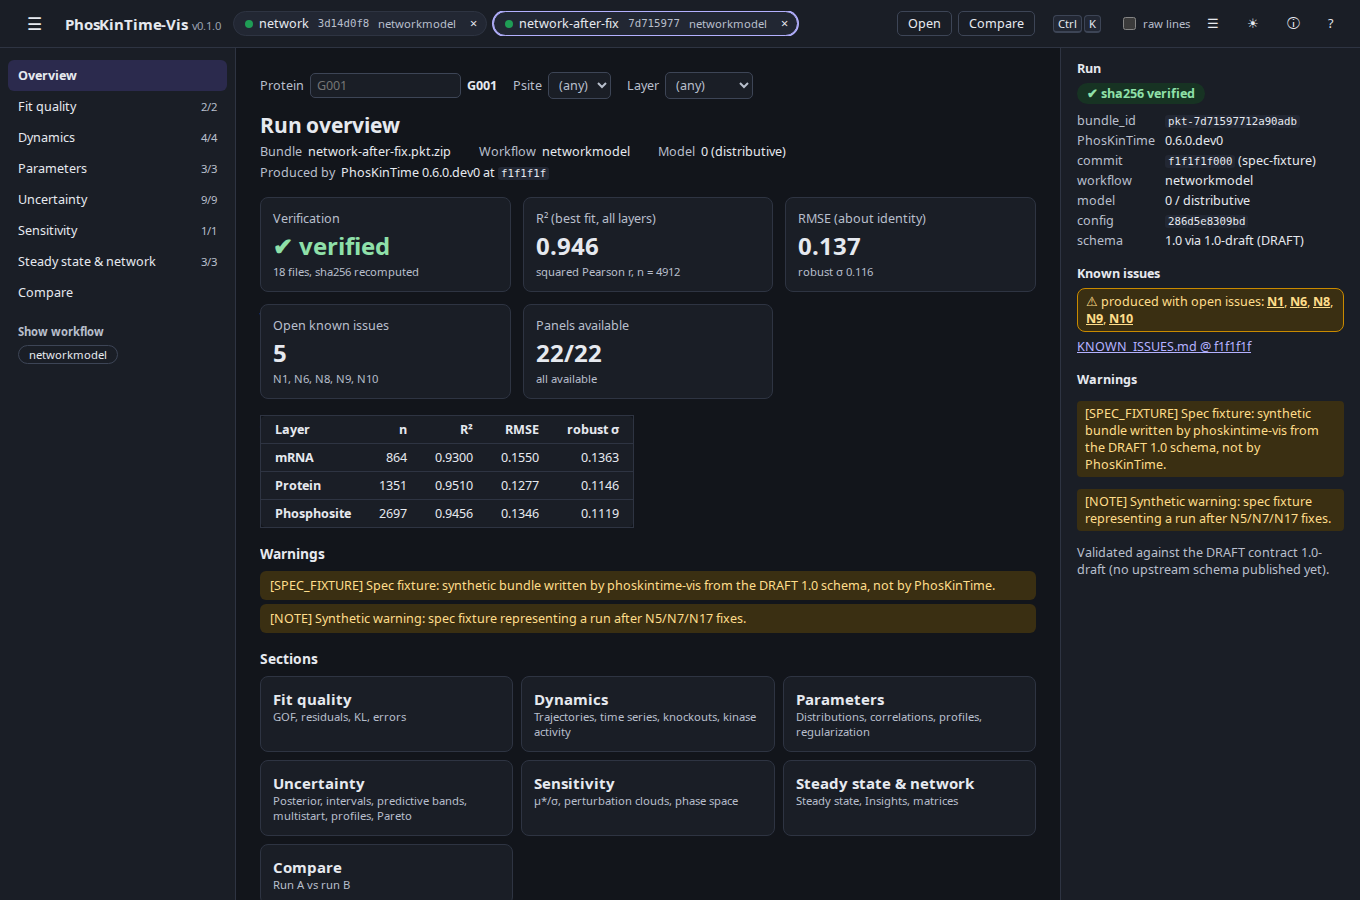 ☰ PhosKinTime-Vis v0.1.0 network 3d14d0f8 networkmodel × network-after-fix 7d715977 networkmodel × Open Compare Ctrl K raw lines ☰ ☀ ⓘ ?
Overview
Fit quality 2/2
Dynamics 4/4
Parameters 3/3
Uncertainty 9/9
Sensitivity 1/1
Steady state & network 3/3
Compare
Show workflow
networkmodel
Protein G001 G001 Psite (any) Layer (any)
Run overview
Bundle network-after-fix.pkt.zip Workflow networkmodel Model 0 (distributive)
Produced by PhosKinTime 0.6.0.dev0 at f1f1f1f
Verification
✔ verified
18 files, sha256 recomputed
R² (best fit, all layers)
0.946
squared Pearson r, n = 4912
RMSE (about identity)
0.137
robust σ 0.116
Open known issues
5
N1, N6, N8, N9, N10
Panels available
22/22
all available
Layer n R² RMSE robust σ
mRNA 864 0.9300 0.1550 0.1363
Protein 1351 0.9510 0.1277 0.1146
Phosphosite 2697 0.9456 0.1346 0.1119
Warnings
[SPEC_FIXTURE] Spec fixture: synthetic bundle written by phoskintime-vis from the DRAFT 1.0 schema, not by PhosKinTime.
[NOTE] Synthetic warning: spec fixture representing a run after N5/N7/N17 fixes.
Sections
Fit quality
GOF, residuals, KL, errors
Dynamics
Trajectories, time series, knockouts, kinase
activity
Parameters
Distributions, correlations, profiles,
regularization
Uncertainty
Posterior, intervals, predictive bands,
multistart, profiles, Pareto
Sensitivity
μ*/σ, perturbation clouds, phase space
Steady state & network
Steady state, Insights, matrices
Compare
Run A vs run B
Run
✔ sha256 verified
bundle_id pkt-7d71597712a90adb
PhosKinTime 0.6.0.dev0
commit f1f1f1f000 (spec-fixture)
workflow networkmodel
model 0 / distributive
config 286d5e8309bd
schema 1.0 via 1.0-draft (DRAFT)
Known issues
⚠ produced with open issues: N1, N6, N8,
N9, N10
KNOWN_ISSUES.md @ f1f1f1f
Warnings
[SPEC_FIXTURE] Spec fixture: synthetic
bundle written by phoskintime-vis from
the DRAFT 1.0 schema, not by
PhosKinTime.
[NOTE] Synthetic warning: spec fixture
representing a run after N5/N7/N17 fixes.
Validated against the DRAFT contract 1.0-
draft (no upstream schema published yet).